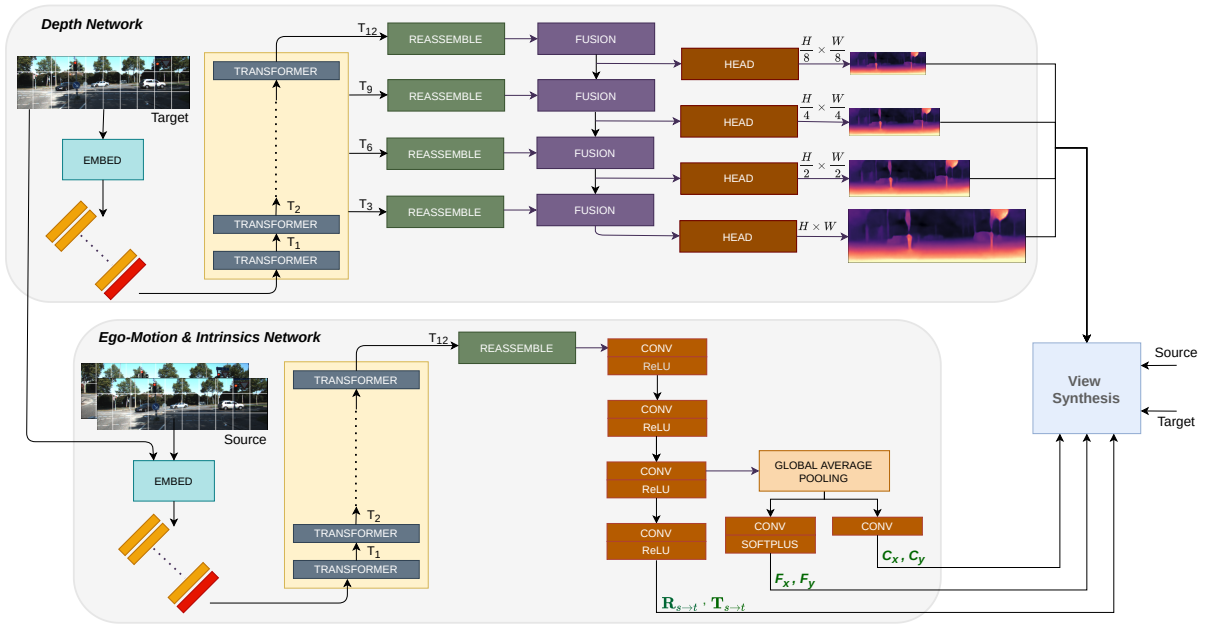 Depth Network
Target
EMBED
TRANSFORMER
T2
TRANSFORMER
T1
TRANSFORMER
T12
REASSEMBLE
FUSION
HEAD
H/8 × W/8
T9
REASSEMBLE
FUSION
HEAD
H/4 × W/4
T6
REASSEMBLE
FUSION
HEAD
H/2 × W/2
T3
REASSEMBLE
FUSION
HEAD
H × W
Ego-Motion & Intrinsics Network
Source
EMBED
TRANSFORMER
T2
TRANSFORMER
T1
TRANSFORMER
T12
REASSEMBLE
CONV
ReLU
CONV
ReLU
CONV
ReLU
CONV
ReLU
GLOBAL AVERAGE
POOLING
CONV
SOFTPLUS
CONV
Cx , Cy
Fx , Fy
Rs→t , Ts→t
View
Synthesis
Source
Target